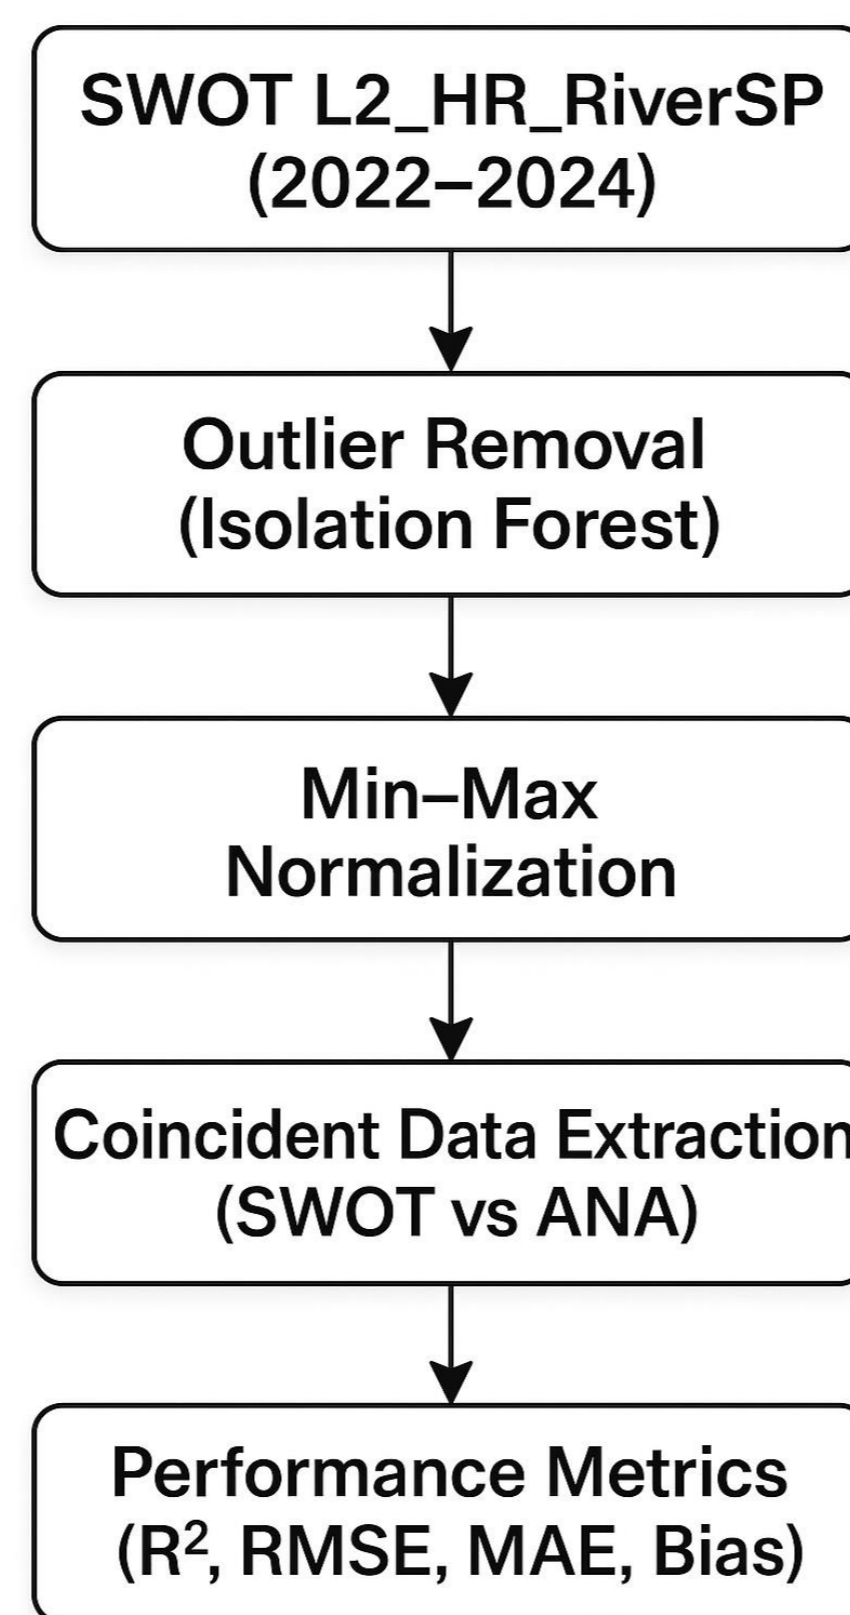 SWOT L2_HR_RiverSP
(2022–2024)
Outlier Removal
(Isolation Forest)
Min–Max
Normalization
Coincident Data Extraction
(SWOT vs ANA)
Performance Metrics
(R², RMSE, MAE, Bias)